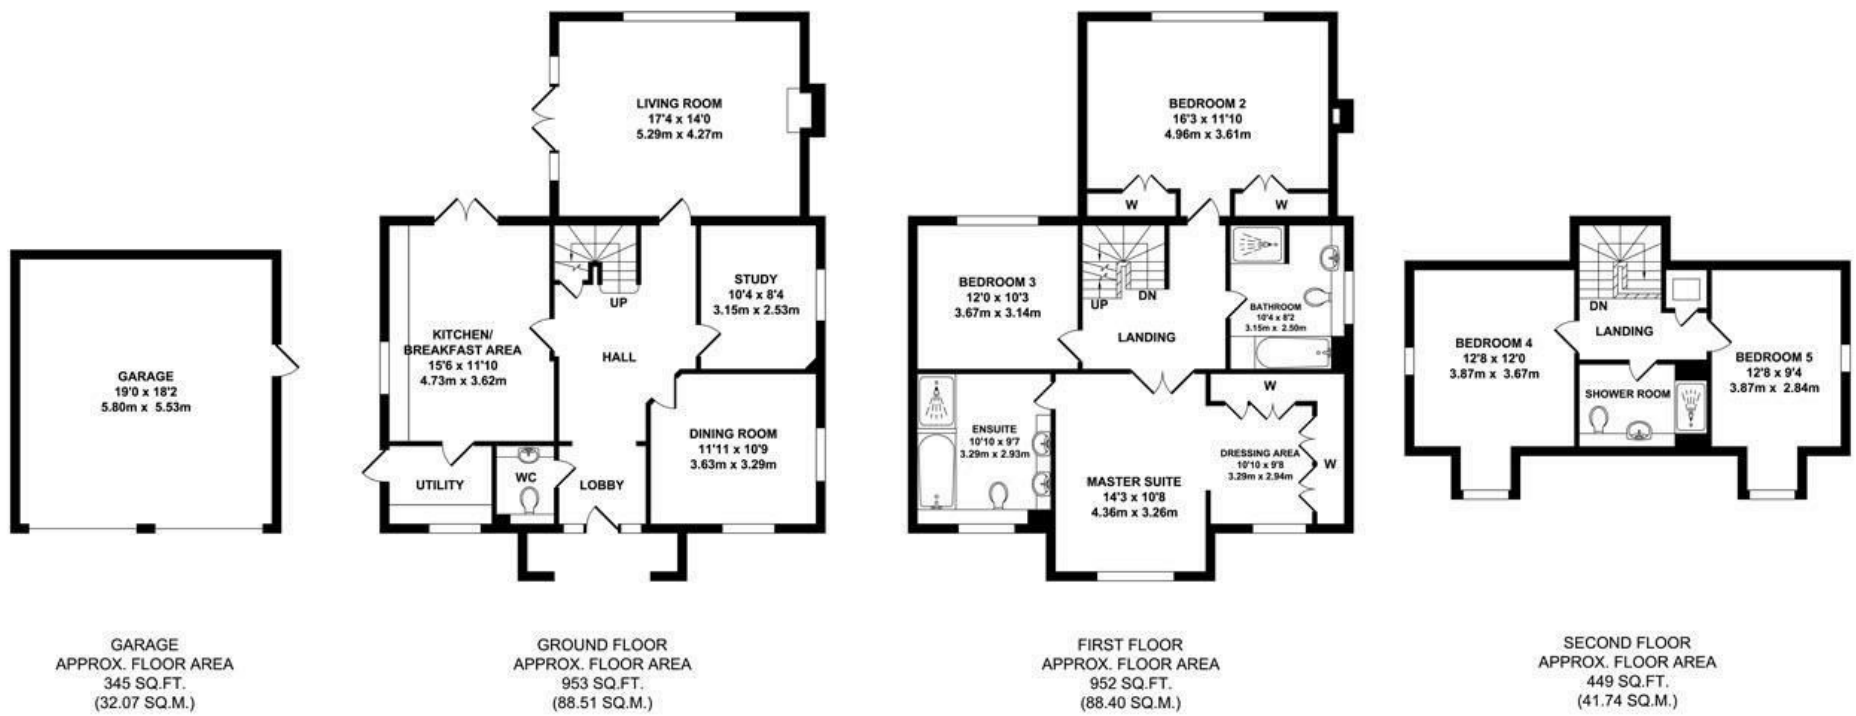 GARAGE
19'0 x 18'2
5.80m x 5.53m
GARAGE
APPROX. FLOOR AREA
345 SQ.FT.
(32.07 SQ.M.)
LIVING ROOM
17'4 x 14'0
5.29m x 4.27m
KITCHEN/
BREAKFAST AREA
15'6 x 11'10
4.73m x 3.62m
UP
STUDY
10'4 x 8'4
3.15m x 2.53m
HALL
DINING ROOM
11'11 x 10'9
3.63m x 3.29m
UTILITY
WC
LOBBY
GROUND FLOOR
APPROX. FLOOR AREA
953 SQ.FT.
(88.51 SQ.M.)
BEDROOM 2
16'3 x 11'10
4.96m x 3.61m
W
W
BEDROOM 3
12'0 x 10'3
3.67m x 3.14m
UP
DN
LANDING
BATHROOM
10'4 x 8'2
3.15m x 2.50m
ENSUITE
10'10 x 9'7
3.29m x 2.93m
MASTER SUITE
14'3 x 10'8
4.36m x 3.26m
W
DRESSING AREA
10'10 x 9'8
3.29m x 2.94m
W
FIRST FLOOR
APPROX. FLOOR AREA
952 SQ.FT.
(88.40 SQ.M.)
DN
LANDING
BEDROOM 4
12'8 x 12'0
3.87m x 3.67m
BEDROOM 5
12'8 x 9'4
3.87m x 2.84m
SHOWER ROOM
SECOND FLOOR
APPROX. FLOOR AREA
449 SQ.FT.
(41.74 SQ.M.)